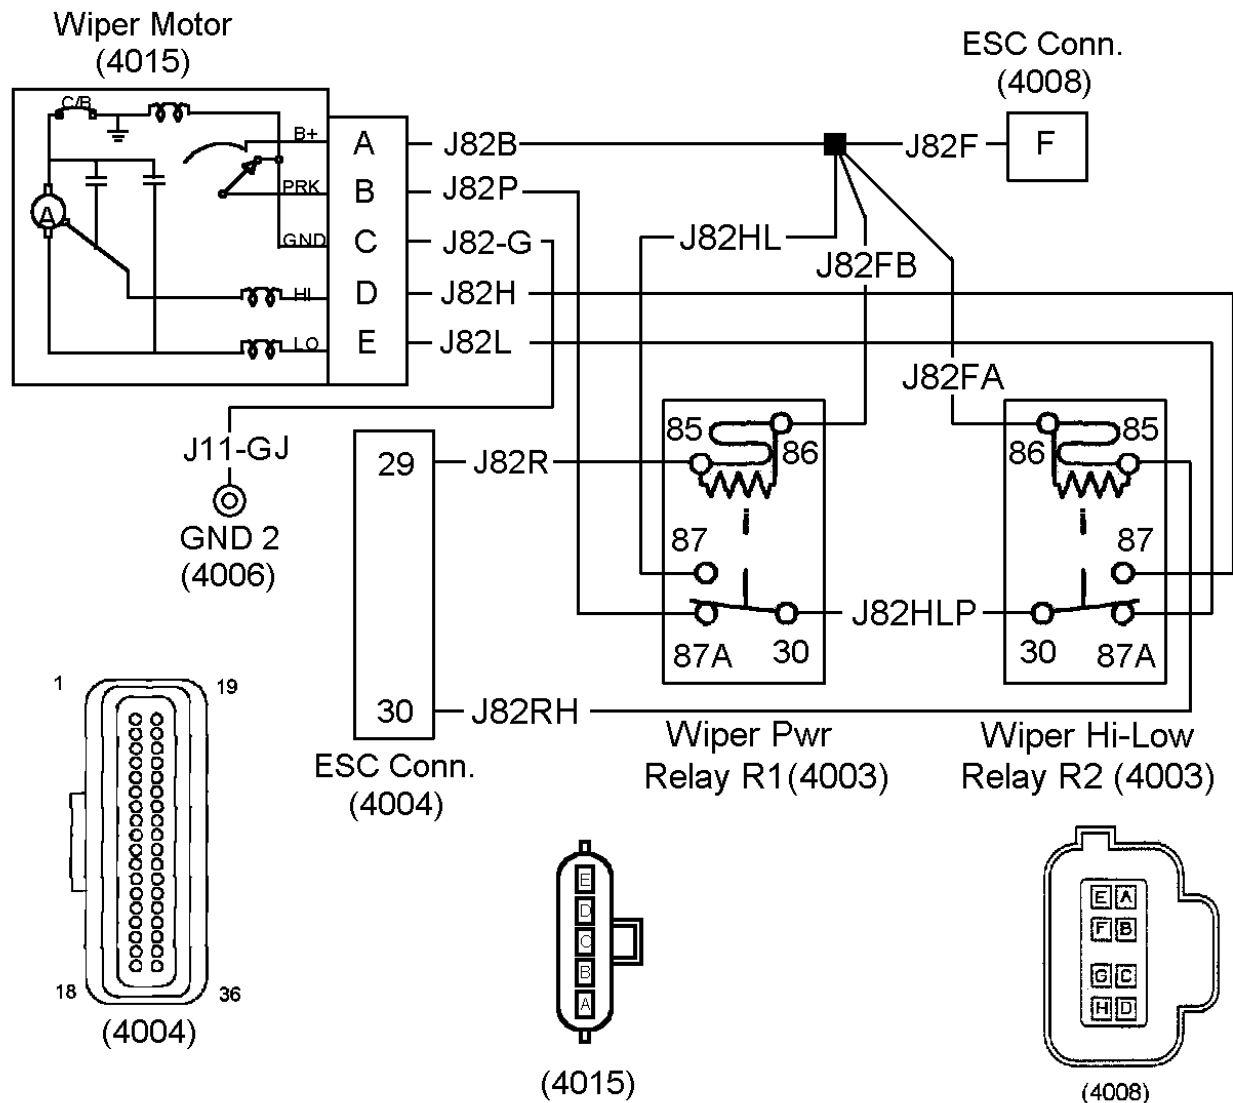 Wiper Motor
(4015)
ESC Conn.
(4008)
C/B
B+
PRK
GND
HI
LO
A
A
B
C
D
E
J82B
J82P
J82-G
J82H
J82L
J82F
F
J82HL
J82FB
J82FA
J11-GJ
GND 2
(4006)
29
30
J82R
J82RH
ESC Conn.
(4004)
85
86
87
87A
30
J82HLP
86
85
87
30
87A
Wiper Pwr
Relay R1(4003)
Wiper Hi-Low
Relay R2 (4003)
1
19
18
36
(4004)
E
D
C
B
A
(4015)
E A
F B
G C
H D
(4008)